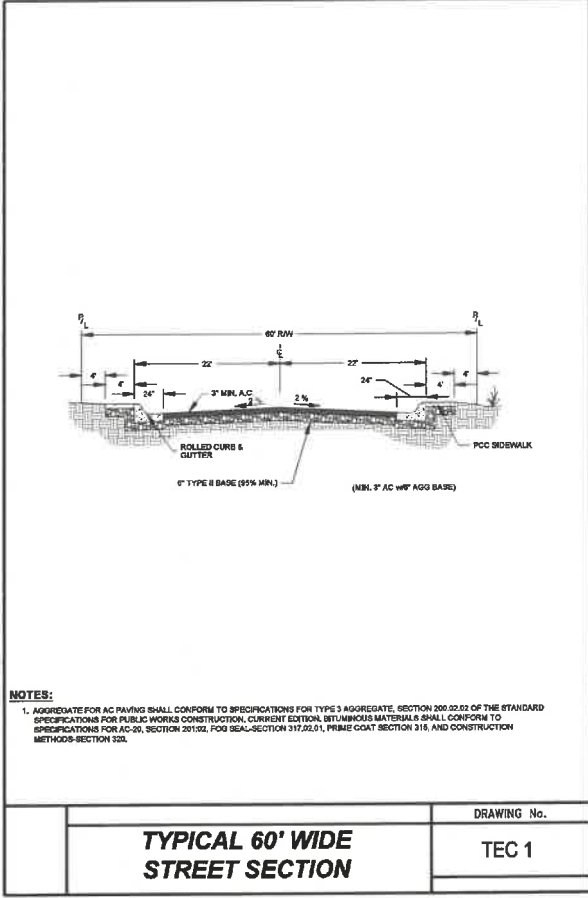 P/L
P/L
60' R/W
C/L
22'
22'
4'
4'
24"
24"
4'
4'
3" MIN. A.C
2
2 %
ROLLED CURB &
GUTTER
PCC SIDEWALK
6" TYPE II BASE (95% MIN.)
(MIN. 3" AC w/6" AGG BASE)
NOTES:
1. AGGREGATE FOR AC PAVING SHALL CONFORM TO SPECIFICATIONS FOR TYPE 3 AGGREGATE, SECTION 200.02.02 OF THE STANDARD
SPECIFICATIONS FOR PUBLIC WORKS CONSTRUCTION, CURRENT EDITION. BITUMINOUS MATERIALS SHALL CONFORM TO
SPECIFICATIONS FOR AC-20, SECTION 201.02, FOG SEAL-SECTION 317.02.01, PRIME COAT SECTION 315, AND CONSTRUCTION
METHODS-SECTION 320.
DRAWING No.
TYPICAL 60' WIDE
STREET SECTION
TEC 1